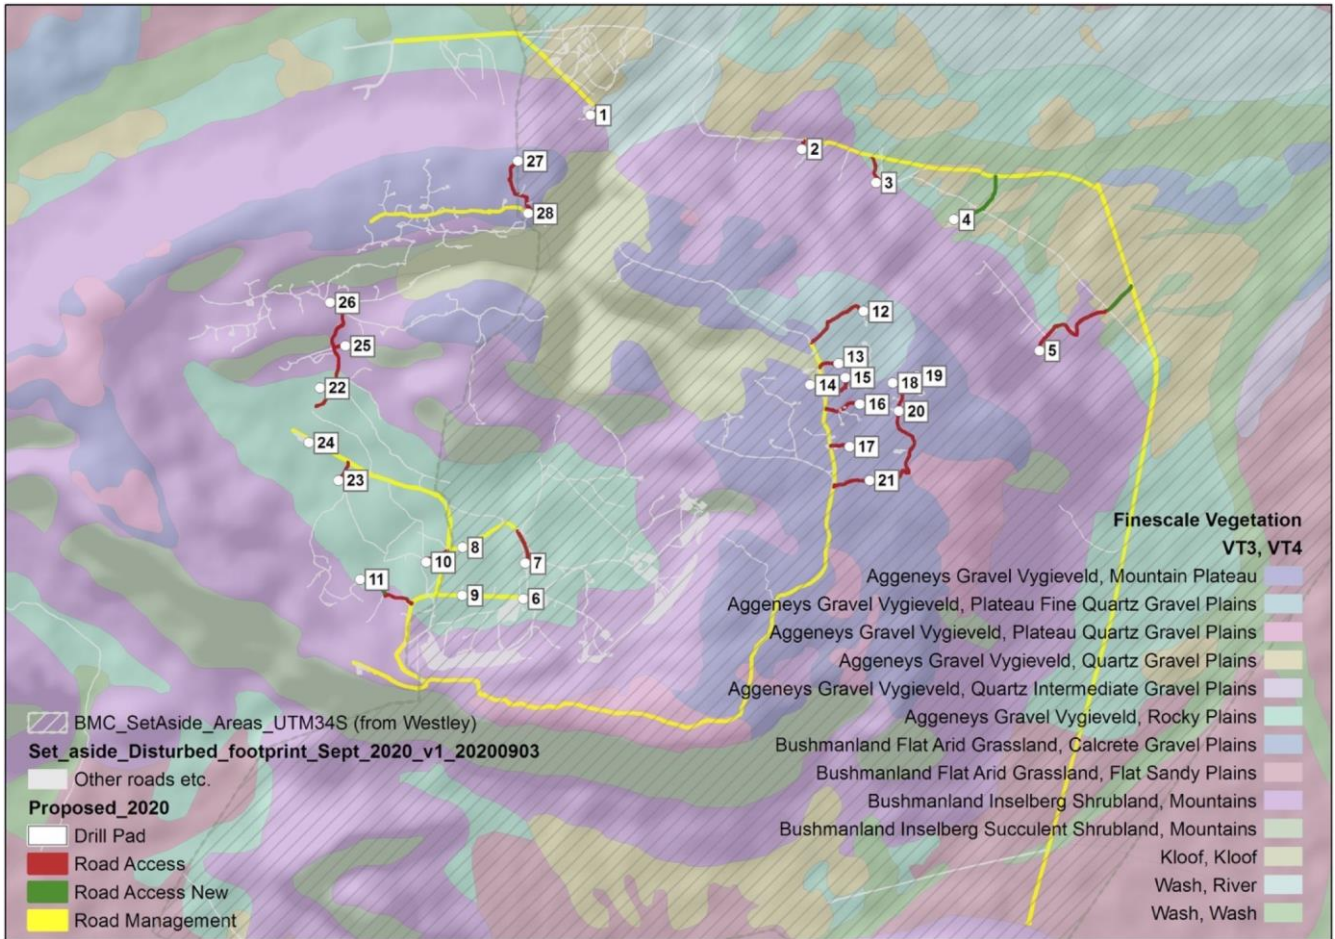 1
2
27
3
28
4
12
26
13
25
5
15
19
18
14
22
16
20
24
17
23
21
8
10
7
11
9
6
Finescale Vegetation
VT3, VT4
Aggeneys Gravel Vygieveld, Mountain Plateau
Aggeneys Gravel Vygieveld, Plateau Fine Quartz Gravel Plains
Aggeneys Gravel Vygieveld, Plateau Quartz Gravel Plains
Aggeneys Gravel Vygieveld, Quartz Gravel Plains
Aggeneys Gravel Vygieveld, Quartz Intermediate Gravel Plains
Aggeneys Gravel Vygieveld, Rocky Plains
Bushmanland Flat Arid Grassland, Calcrete Gravel Plains
Bushmanland Flat Arid Grassland, Flat Sandy Plains
Bushmanland Inselberg Shrubland, Mountains
Bushmanland Inselberg Succulent Shrubland, Mountains
Kloof, Kloof
Wash, River
Wash, Wash
BMC_SetAside_Areas_UTM34S (from Westley)
Set_aside_Disturbed_footprint_Sept_2020_v1_20200903
Other roads etc.
Proposed_2020
Drill Pad
Road Access
Road Access New
Road Management